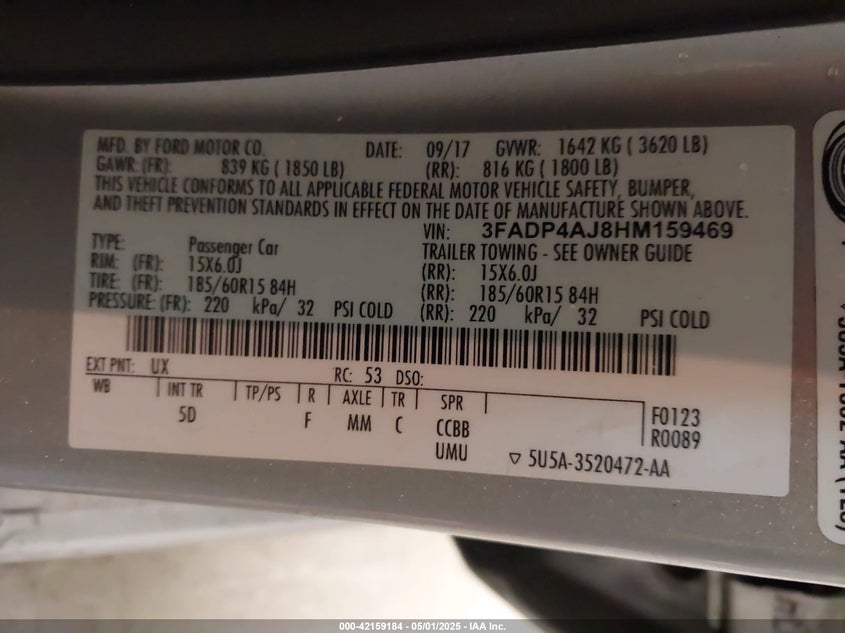 MFD. BY FORD MOTOR CO. DATE: 09/17 GVWR: 1642 KG ( 3620 LB)
GAWR: (FR): 839 KG ( 1850 LB) (RR): 816 KG ( 1800 LB)
THIS VEHICLE CONFORMS TO ALL APPLICABLE FEDERAL MOTOR VEHICLE SAFETY, BUMPER,
AND THEFT PREVENTION STANDARDS IN EFFECT ON THE DATE OF MANUFACTURE SHOWN ABOVE.
VIN: 3FADP4AJ8HM159469
TYPE: Passenger Car TRAILER TOWING - SEE OWNER GUIDE
RIM: (FR): 15X6.0J (RR): 15X6.0J
TIRE: (FR): 185/60R15 84H (RR): 185/60R15 84H
PRESSURE: (FR): 220 kPa/ 32 PSI COLD (RR): 220 kPa/ 32 PSI COLD
EXT PNT: UX RC: 53 DSO:
WB INT TR TP/PS R AXLE TR SPR
5D F MM C CCBB F0123
UMU R0089
▽ 5U5A-3520472-AA
000-42159184 - 05/01/2025 - IAA Inc.